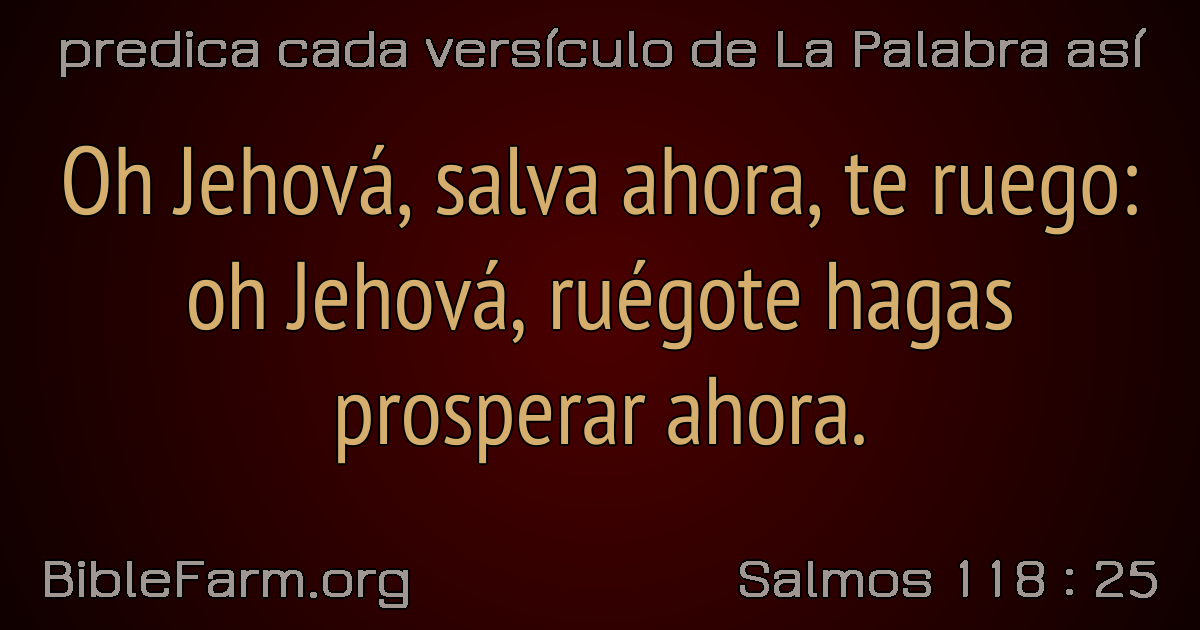 predica cada versículo de La Palabra así
Oh Jehová, salva ahora, te ruego:
oh Jehová, ruégote hagas
prosperar ahora.
BibleFarm.org
Salmos 118 : 25